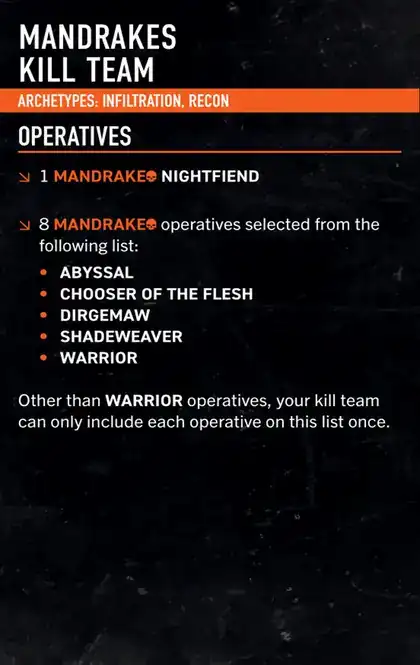 MANDRAKES
KILL TEAM
ARCHETYPES: INFILTRATION, RECON
OPERATIVES
↘ 1 MANDRAKE💀 NIGHTFIEND
↘ 8 MANDRAKE💀 operatives selected from the
following list:
• ABYSSAL
• CHOOSER OF THE FLESH
• DIRGEMAW
• SHADEWEAVER
• WARRIOR
Other than WARRIOR operatives, your kill team
can only include each operative on this list once.